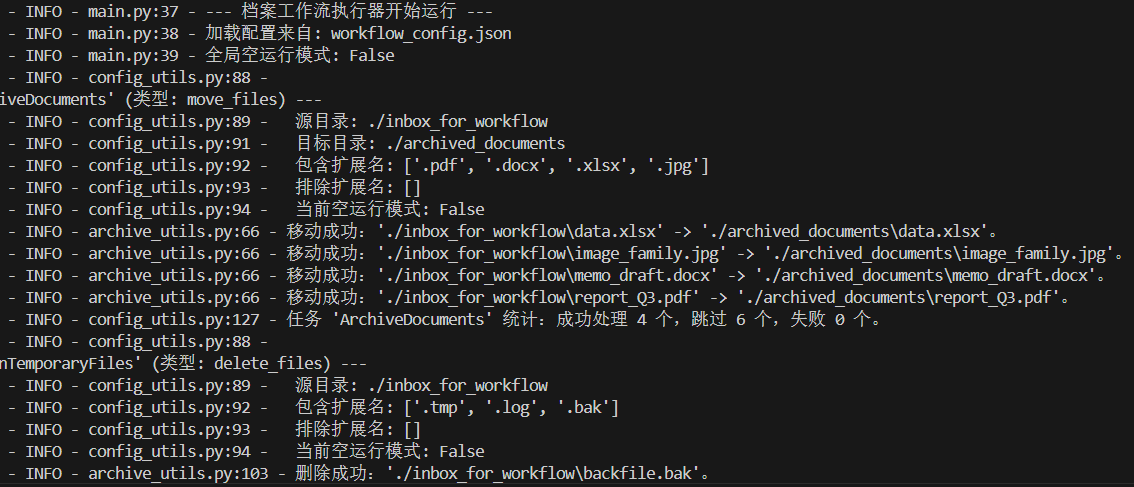 - INFO - main.py:37 - --- 档案工作流执行器开始运行 ---
- INFO - main.py:38 - 加载配置来自: workflow_config.json
- INFO - main.py:39 - 全局空运行模式: False
- INFO - config_utils.py:88 -
iveDocuments' (类型: move_files) ---
- INFO - config_utils.py:89 -   源目录: ./inbox_for_workflow
- INFO - config_utils.py:91 -   目标目录: ./archived_documents
- INFO - config_utils.py:92 -   包含扩展名: ['.pdf', '.docx', '.xlsx', '.jpg']
- INFO - config_utils.py:93 -   排除扩展名: []
- INFO - config_utils.py:94 -   当前空运行模式: False
- INFO - archive_utils.py:66 - 移动成功: './inbox_for_workflow\data.xlsx' -> './archived_documents\data.xlsx'。
- INFO - archive_utils.py:66 - 移动成功: './inbox_for_workflow\image_family.jpg' -> './archived_documents\image_family.jpg'。
- INFO - archive_utils.py:66 - 移动成功: './inbox_for_workflow\memo_draft.docx' -> './archived_documents\memo_draft.docx'。
- INFO - archive_utils.py:66 - 移动成功: './inbox_for_workflow\report_Q3.pdf' -> './archived_documents\report_Q3.pdf'。
- INFO - config_utils.py:127 - 任务 'ArchiveDocuments' 统计: 成功处理 4 个, 跳过 6 个, 失败 0 个。
- INFO - config_utils.py:88 -
nTemporaryFiles' (类型: delete_files) ---
- INFO - config_utils.py:89 -   源目录: ./inbox_for_workflow
- INFO - config_utils.py:92 -   包含扩展名: ['.tmp', '.log', '.bak']
- INFO - config_utils.py:93 -   排除扩展名: []
- INFO - config_utils.py:94 -   当前空运行模式: False
- INFO - archive_utils.py:103 - 删除成功: './inbox_for_workflow\backfile.bak'。